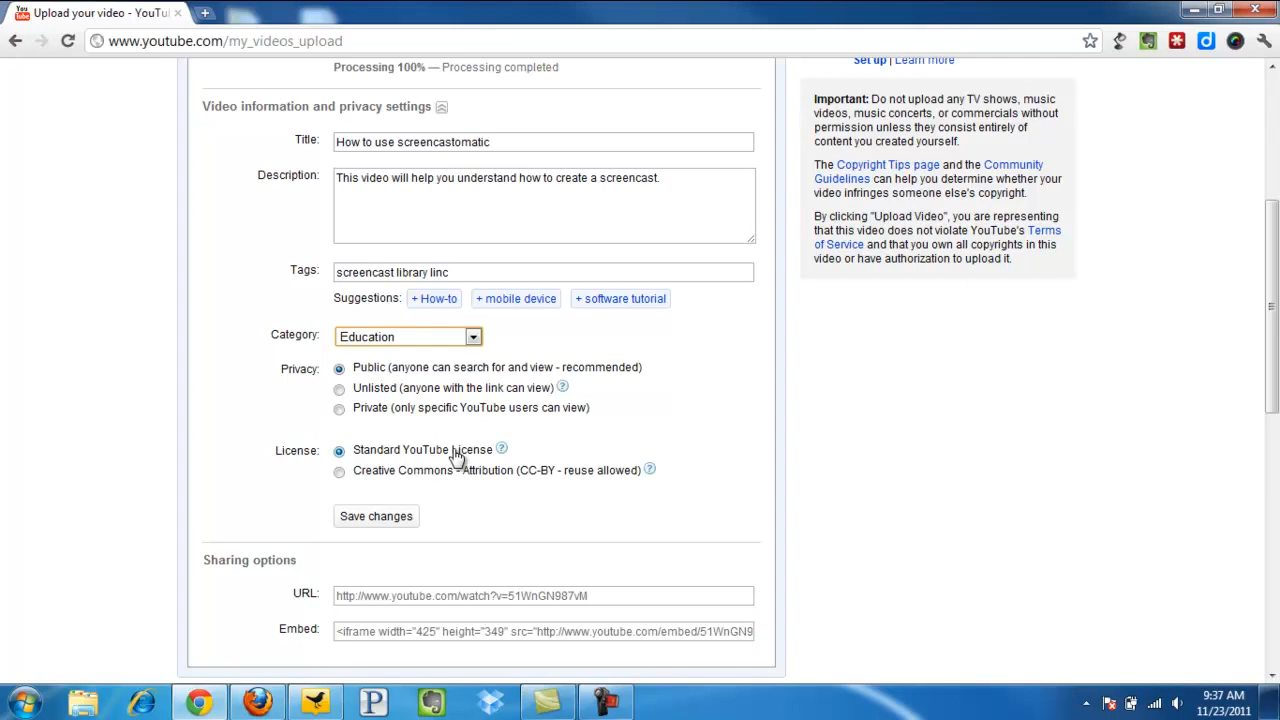 Upload your video - YouTu
www.youtube.com/my_videos_upload
Processing 100% — Processing completed
Set up | Learn more
Video information and privacy settings
Important: Do not upload any TV shows, music
videos, music concerts, or commercials without
permission unless they consist entirely of
content you created yourself.
The Copyright Tips page and the Community
Guidelines can help you determine whether your
video infringes someone else's copyright.
By clicking "Upload Video", you are representing
that this video does not violate YouTube's Terms
of Service and that you own all copyrights in this
video or have authorization to upload it.
Title: How to use screencastomatic
Description: This video will help you understand how to create a screencast.
Tags: screencast library linc
Suggestions: + How-to + mobile device + software tutorial
Category: Education
Privacy: Public (anyone can search for and view - recommended)
Unlisted (anyone with the link can view) ?
Private (only specific YouTube users can view)
License: Standard YouTube License ?
Creative Commons - Attribution (CC-BY - reuse allowed) ?
Save changes
Sharing options
URL: http://www.youtube.com/watch?v=51WnGN987vM
Embed: <iframe width="425" height="349" src="http://www.youtube.com/embed/51WnGN9
9:37 AM
11/23/2011